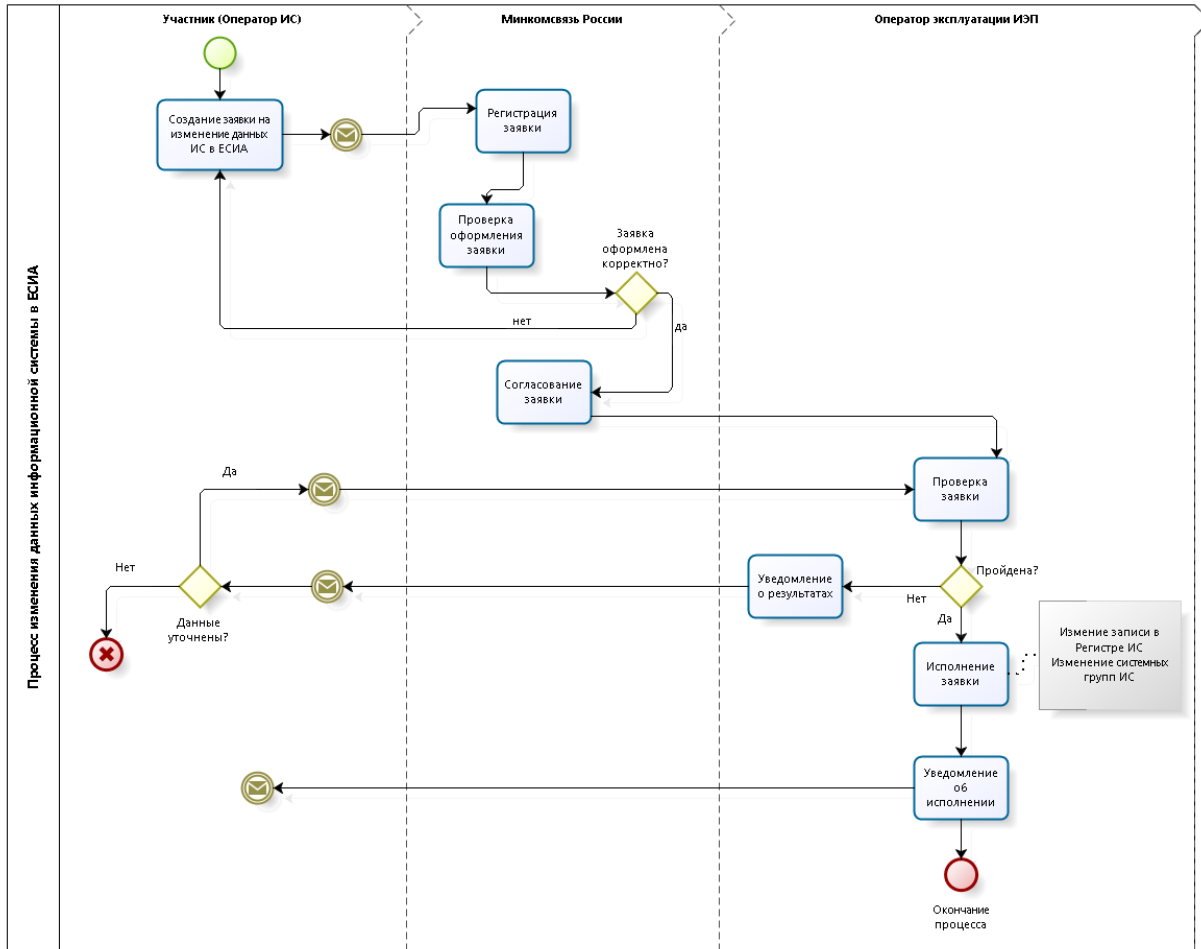 Процесс изменения данных информационной системы в ЕСИА
Участник (Оператор ИС)
Минкомсвязь России
Оператор эксплуатации ИЭП
Создание заявки на
изменение данных
ИС в ЕСИА
Регистрация
заявки
Проверка
оформления
заявки
Заявка
оформлена
корректно?
нет
да
Согласование
заявки
Да
Проверка
заявки
Нет
Данные
уточнены?
Уведомление
о результатах
Пройдена?
Нет
Да
Исполнение
заявки
Измение записи в
Регистре ИС
Изменение системных
групп ИС
Уведомление
об
исполнении
Окончание
процесса